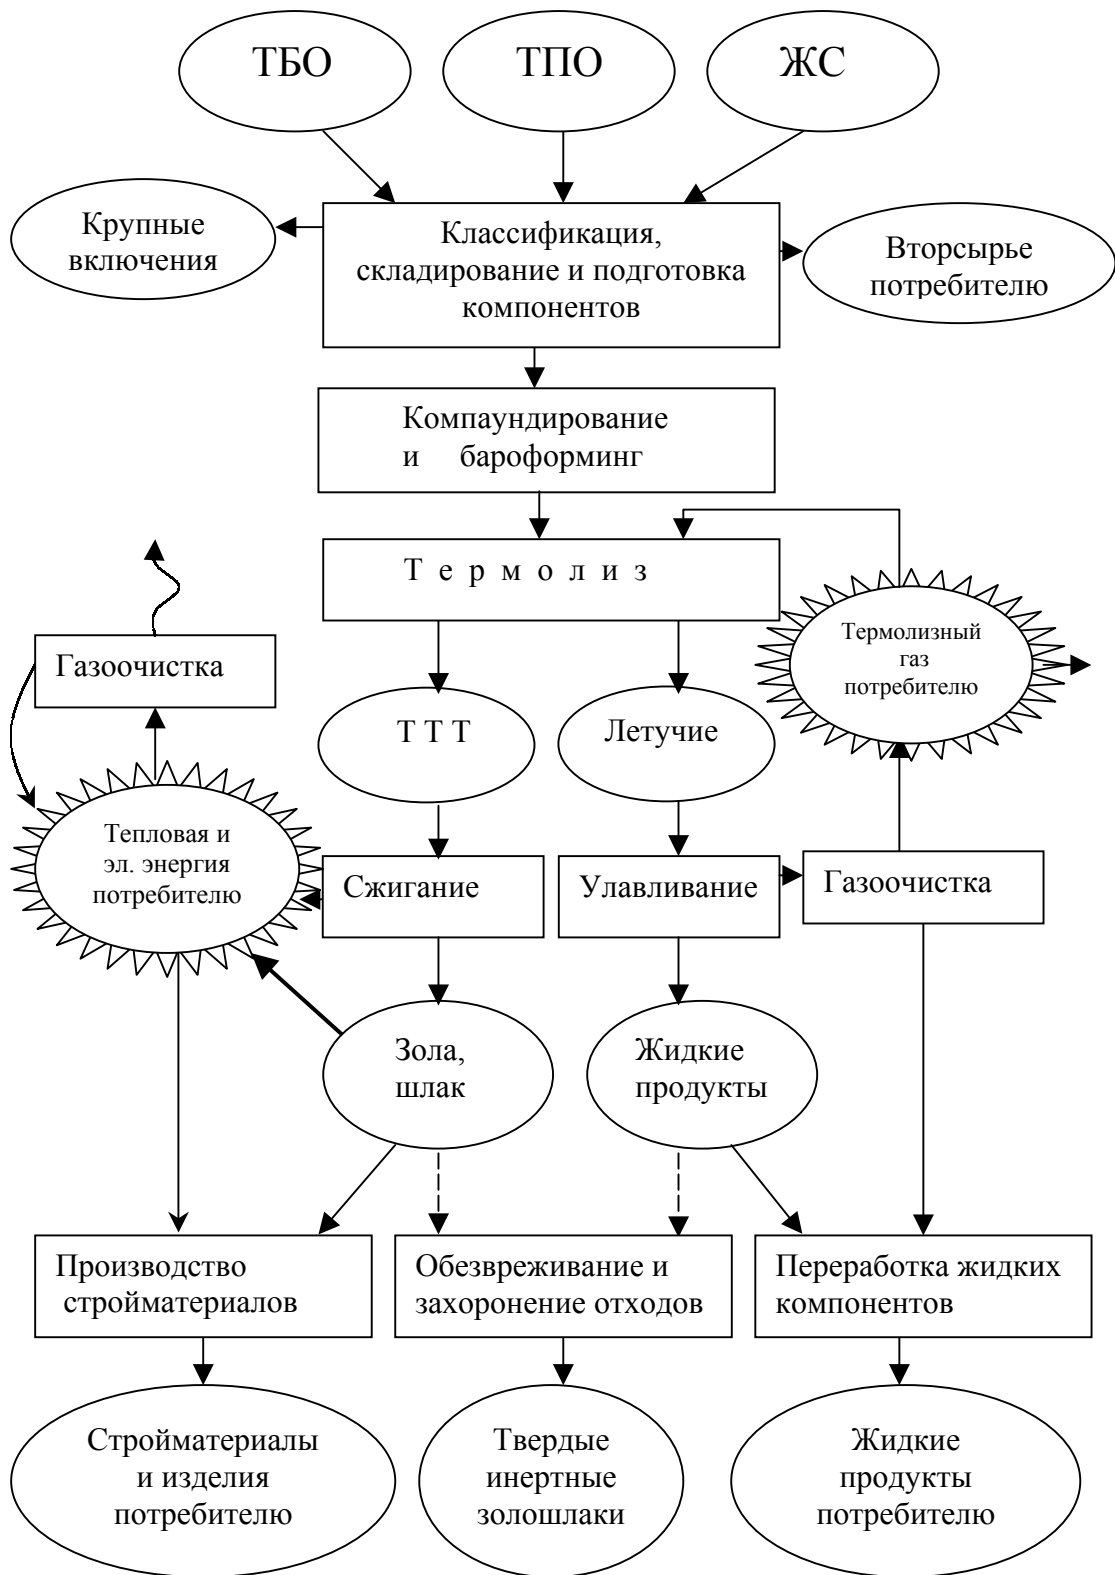 ТБО
ТПО
ЖС
Крупные
включения
Классификация,
складирование и подготовка
компонентов
Вторсырье
потребителю
Компаундирование
и бароформинг
Т е р м о л и з
Термолизный
газ
потребителю
Газоочистка
Т Т Т
Летучие
Тепловая и
эл. энергия
потребителю
Сжигание
Улавливание
Газоочистка
Зола,
шлак
Жидкие
продукты
Производство
стройматериалов
Обезвреживание и
захоронение отходов
Переработка жидких
компонентов
Стройматериалы
и изделия
потребителю
Твердые
инертные
золошлаки
Жидкие
продукты
потребителю